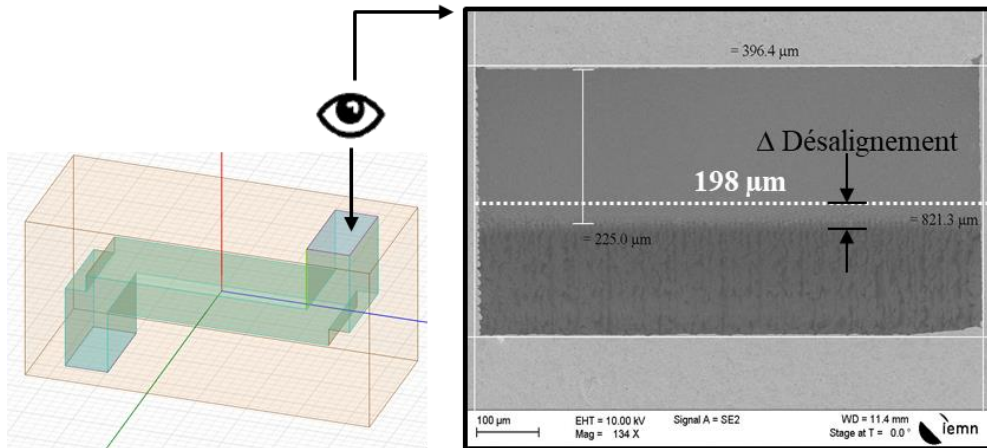 = 396.4 µm
Δ Désalignement
198 µm
= 821.3 µm
= 225.0 µm
100 µm
EHT = 10.00 kV
Signal A = SE2
WD = 11.4 mm
Mag = 134 X
Stage at T = 0.0 °
iemn